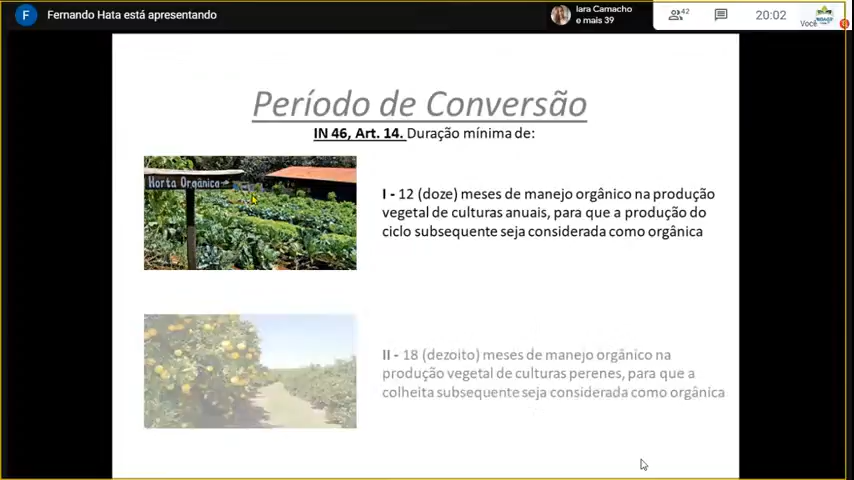 F Fernando Hata está apresentando
Iara Camacho
e mais 39
42
20:02
Você
Período de Conversão
IN 46, Art. 14. Duração mínima de:
Horta Orgânica
I - 12 (doze) meses de manejo orgânico na produção
vegetal de culturas anuais, para que a produção do
ciclo subsequente seja considerada como orgânica
II - 18 (dezoito) meses de manejo orgânico na
produção vegetal de culturas perenes, para que a
colheita subsequente seja considerada como orgânica